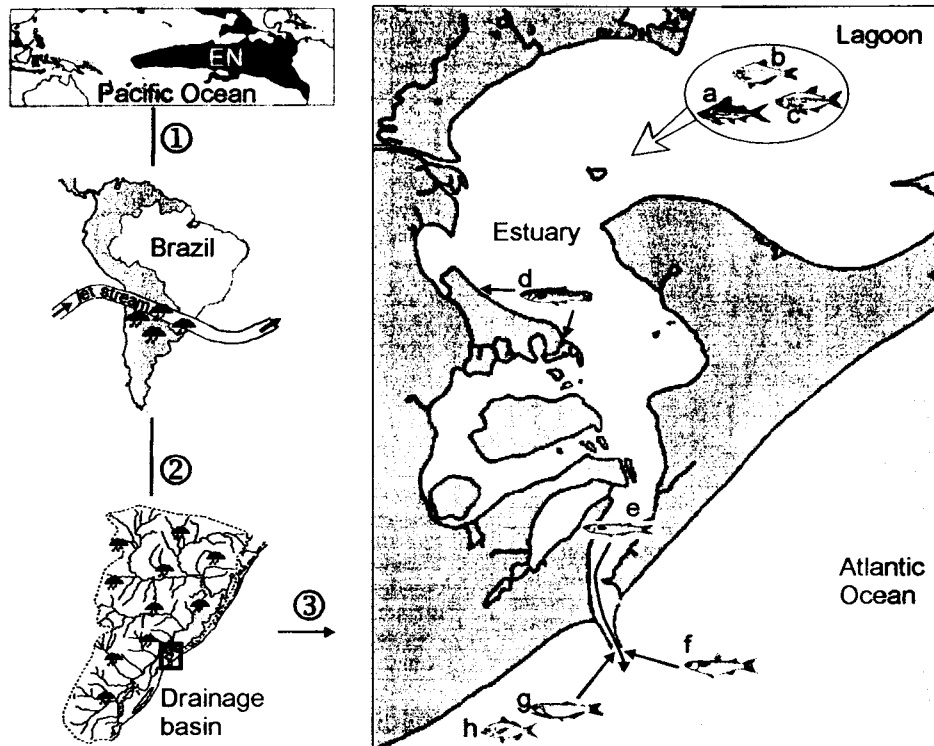 EN
Pacific Ocean
①
Brazil
Jet stream
②
③
Drainage
basin
Lagoon
b
a
c
Estuary
d
e
Atlantic
Ocean
f
g
h